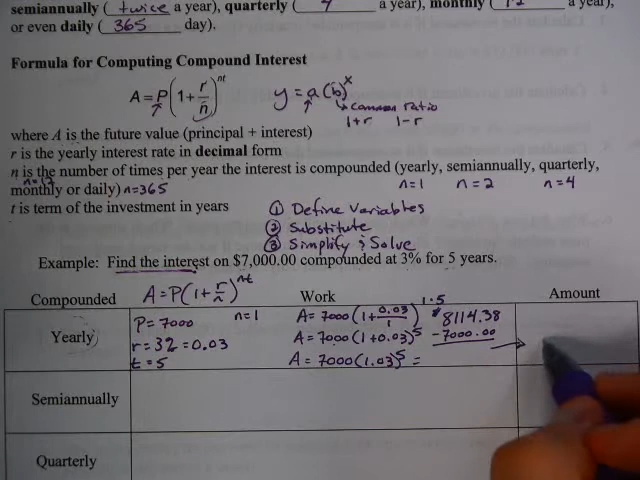 semiannually ( twice a year), quarterly ( 4 a year), monthly ( 12 a year),
or even daily ( 365 day).
Formula for Computing Compound Interest
A=P(1+r/n)^nt y = a(b)^x
common ratio
1+r 1-r
where A is the future value (principal + interest)
r is the yearly interest rate in decimal form
n is the number of times per year the interest is compounded (yearly, semiannually, quarterly,
n=12 n=1 n=2 n=4
monthly or daily) n=365
t is term of the investment in years ① Define Variables
② Substitute
③ Simplify & Solve
Example: Find the interest on $7,000.00 compounded at 3% for 5 years.
Compounded A=P(1+r/n)^nt Work Amount
Yearly P=7000 n=1 A=7000(1+0.03/1)^1·5 $8114.38
r=3%=0.03 A=7000(1+0.03)^5 -7000.00
t=5 A=7000(1.03)^5 =
Semiannually
Quarterly